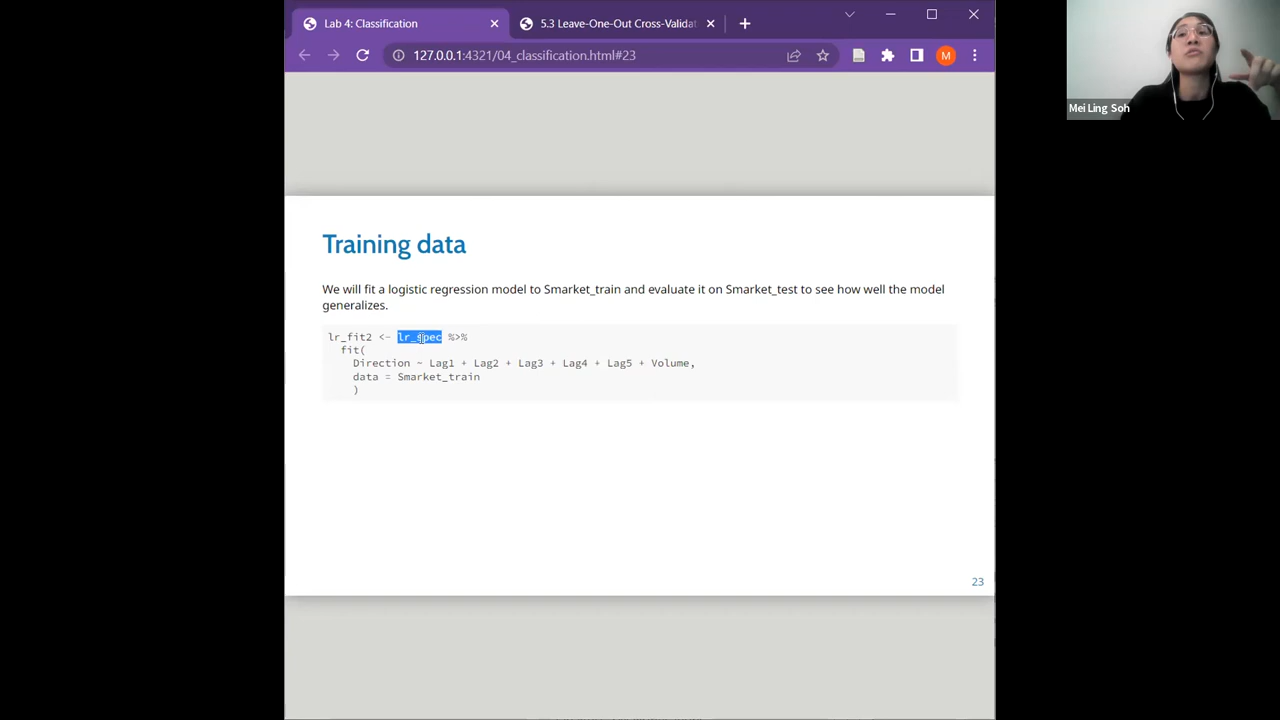 Lab 4: Classification
5.3 Leave-One-Out Cross-Validat
127.0.0.1:4321/04_classification.html#23
M
Mei Ling Soh
Training data
We will fit a logistic regression model to Smarket_train and evaluate it on Smarket_test to see how well the model
generalizes.
lr_fit2 <- lr_spec %>%
fit(
Direction ~ Lag1 + Lag2 + Lag3 + Lag4 + Lag5 + Volume,
data = Smarket_train
)
23